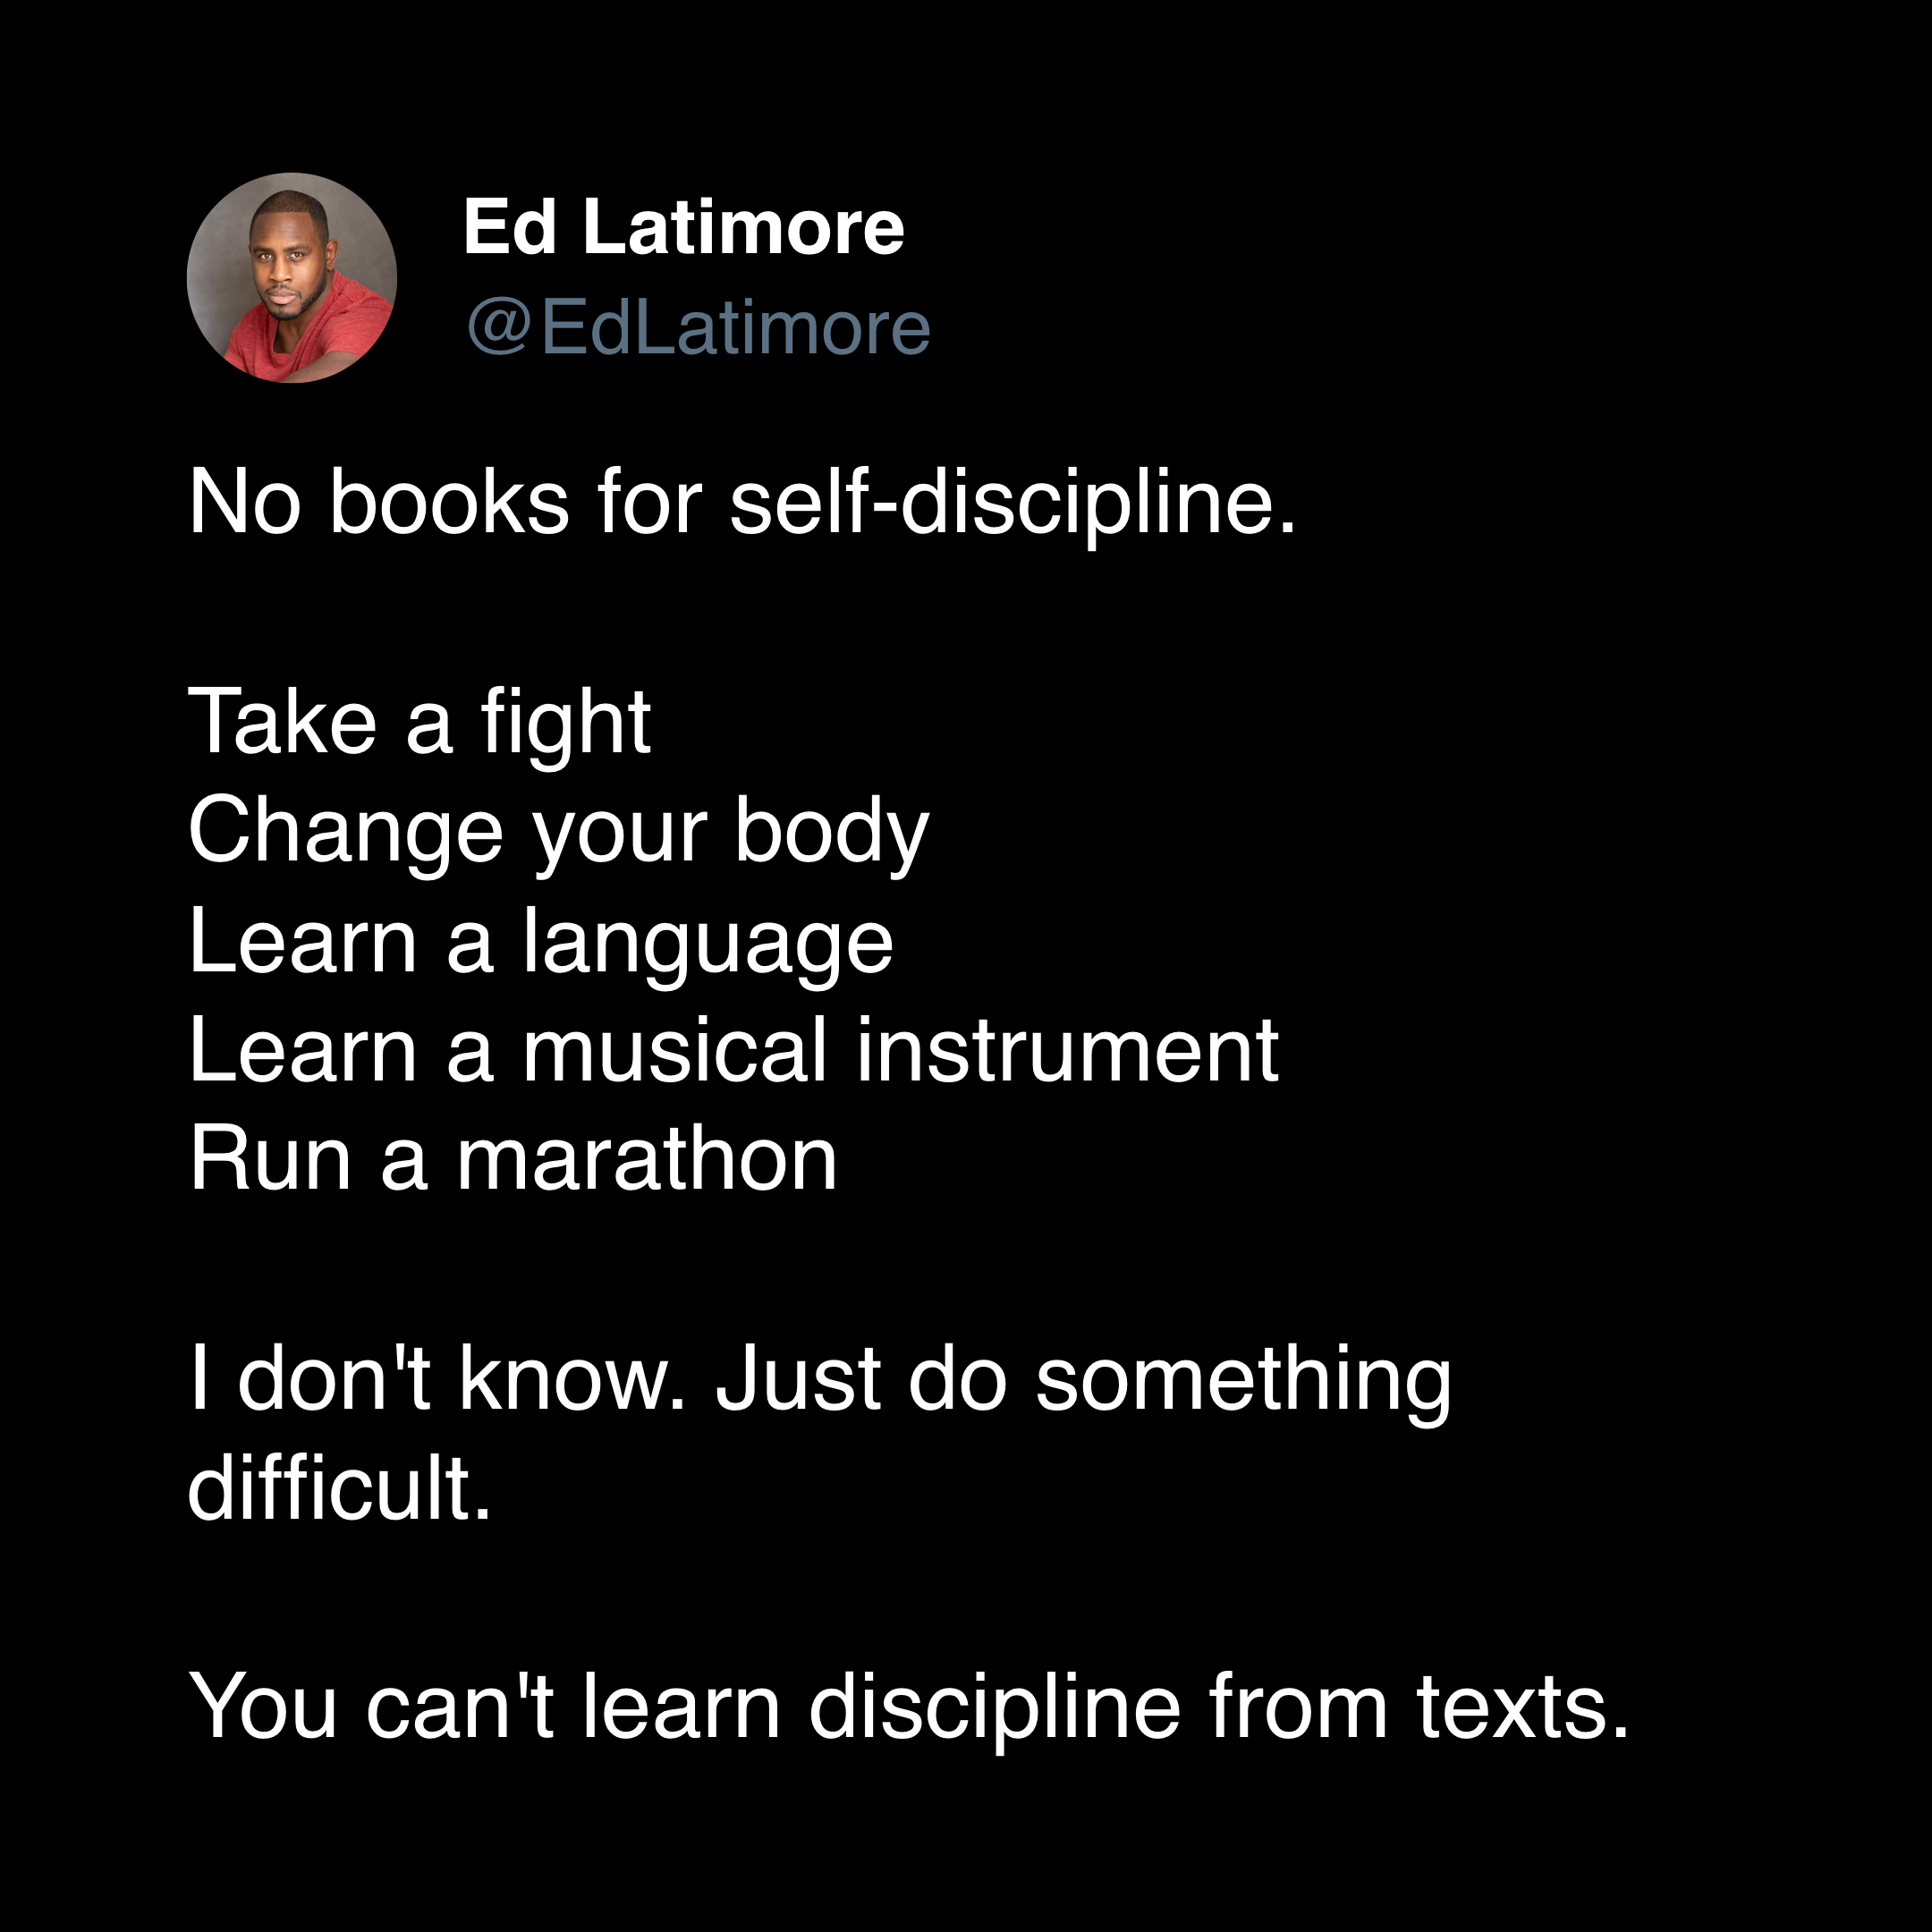 Ed Latimore
@EdLatimore
No books for self-discipline.
Take a fight
Change your body
Learn a language
Learn a musical instrument
Run a marathon
I don't know. Just do something
difficult.
You can't learn discipline from texts.